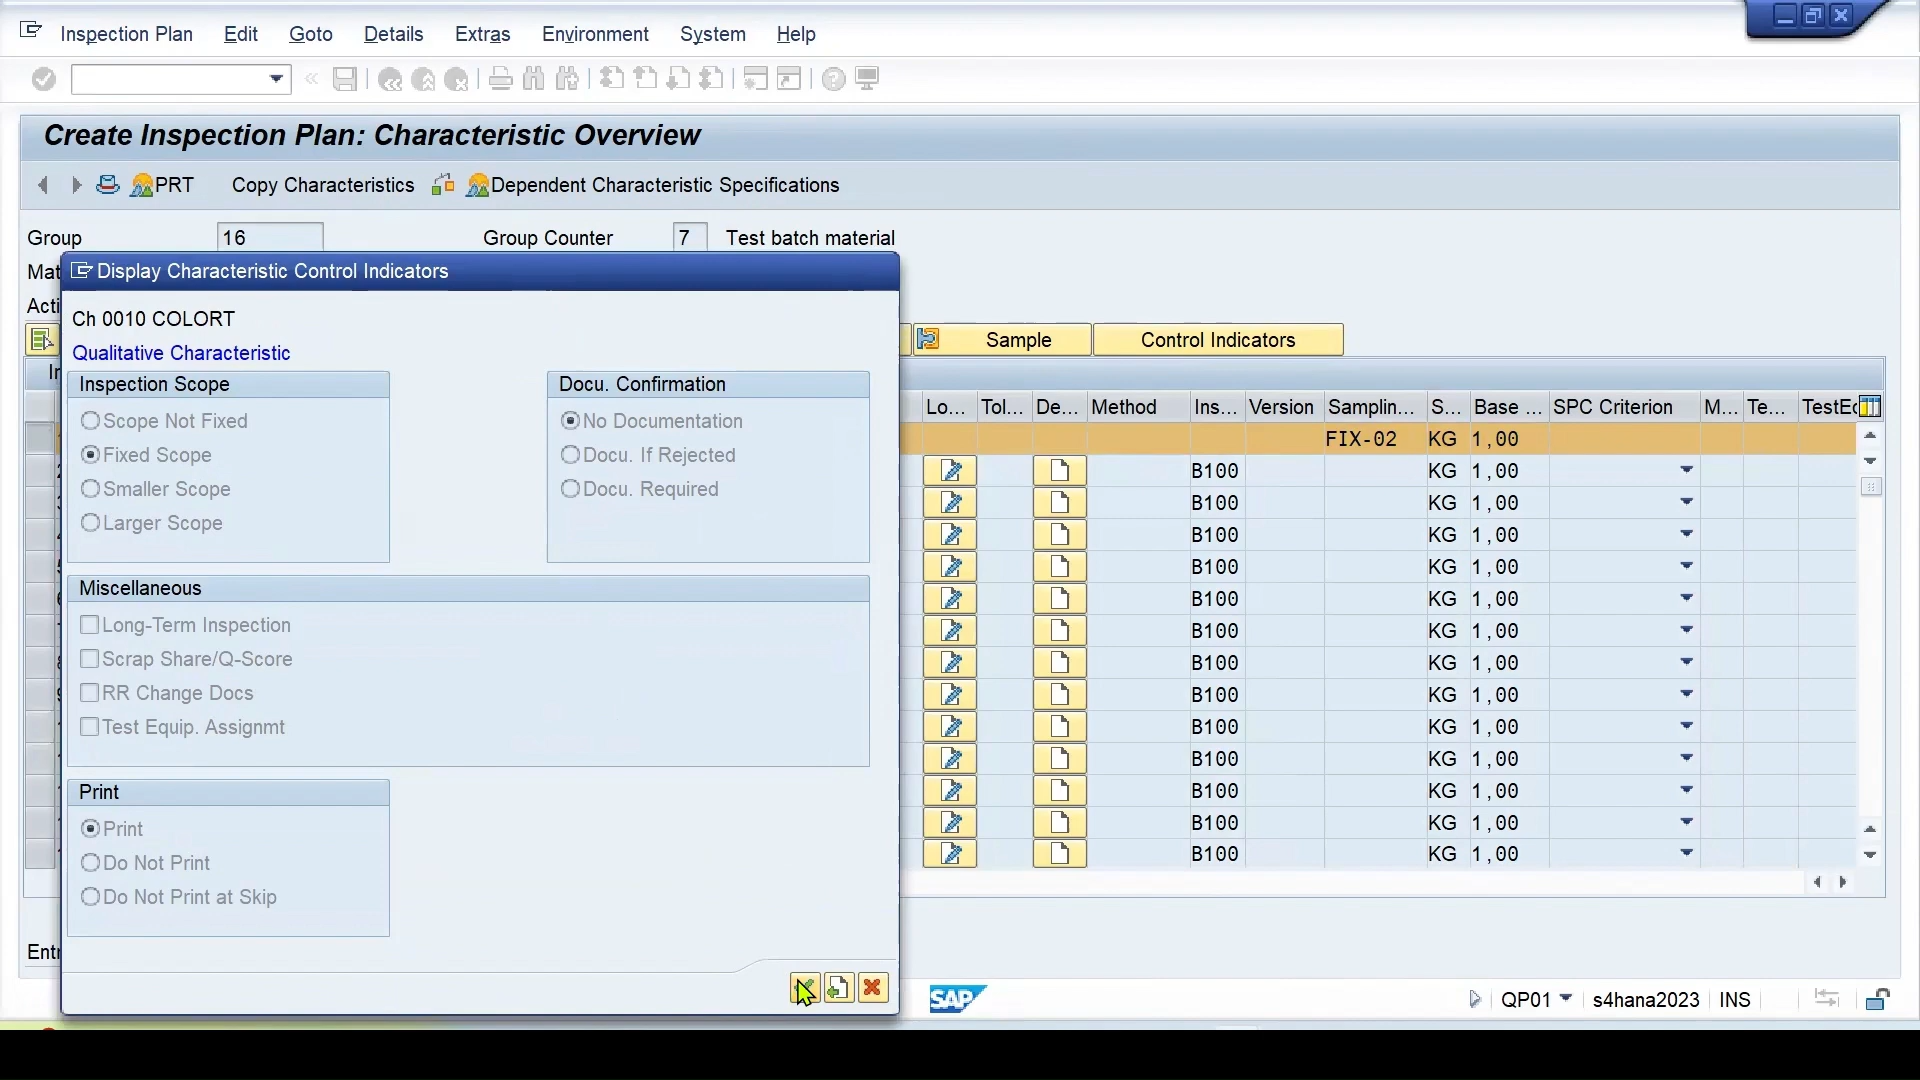 Inspection Plan Edit Goto Details Extras Environment System Help
Create Inspection Plan: Characteristic Overview
PRT Copy Characteristics Dependent Characteristic Specifications
Group 16 Group Counter 7 Test batch material
Mat
Display Characteristic Control Indicators
Acti
Ch 0010 COLORT
Sample Control Indicators
Qualitative Characteristic
Inspection Scope Docu. Confirmation
Lo... Tol... De... Method Ins... Version Samplin... S... Base ... SPC Criterion M... Te... TestEq
Scope Not Fixed No Documentation
FIX-02 KG 1,00
Fixed Scope Docu. If Rejected
B100 KG 1,00
Smaller Scope Docu. Required
B100 KG 1,00
Larger Scope
B100 KG 1,00
B100 KG 1,00
Miscellaneous
B100 KG 1,00
Long-Term Inspection
B100 KG 1,00
Scrap Share/Q-Score
B100 KG 1,00
RR Change Docs
B100 KG 1,00
Test Equip. Assignmt
B100 KG 1,00
B100 KG 1,00
Print
B100 KG 1,00
Print
B100 KG 1,00
Do Not Print
B100 KG 1,00
Do Not Print at Skip
Entr
SAP QP01 s4hana2023 INS